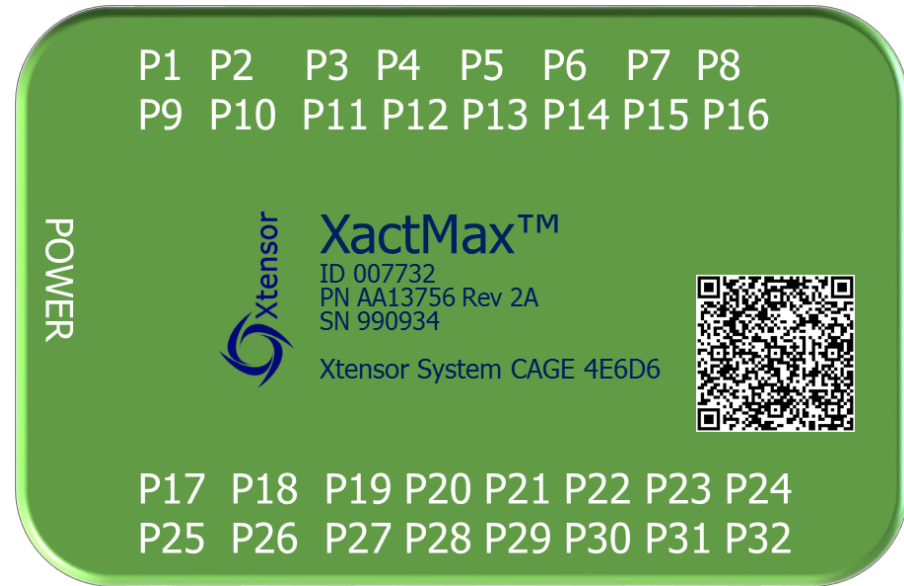 P1 P2 P3 P4 P5 P6 P7 P8
P9 P10 P11 P12 P13 P14 P15 P16
POWER
Xtensor
XactMax™
ID 007732
PN AA13756 Rev 2A
SN 990934
Xtensor System CAGE 4E6D6
P17 P18 P19 P20 P21 P22 P23 P24
P25 P26 P27 P28 P29 P30 P31 P32